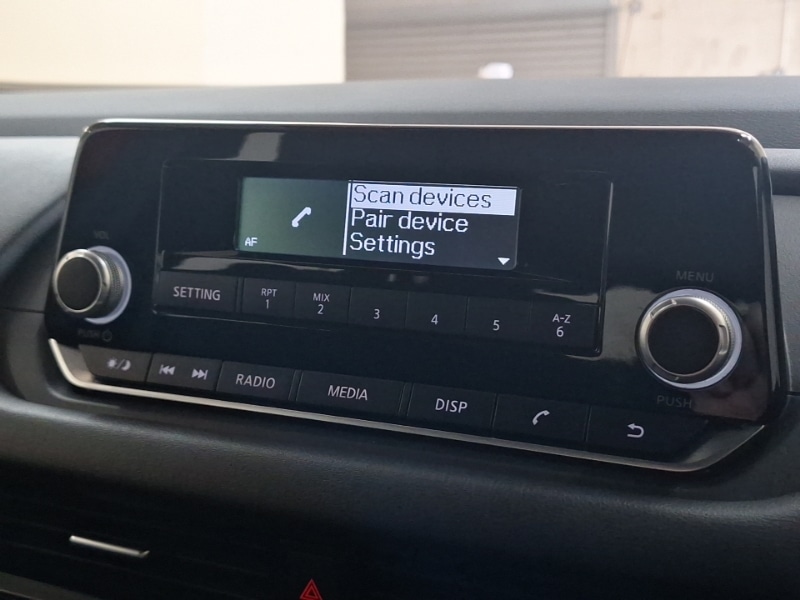 Scan devices
Pair device
Settings
AF
VOL
MENU
SETTING
RPT
1
MIX
2
3
4
5
A-Z
6
PUSH
PUSH
RADIO
MEDIA
DISP